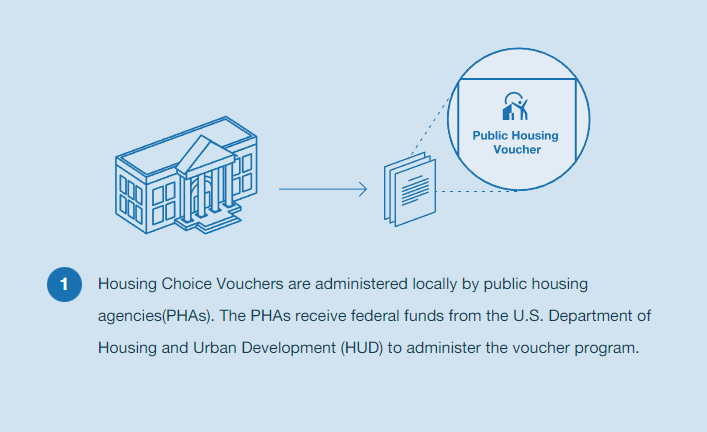 Public Housing
Voucher
1
Housing Choice Vouchers are administered locally by public housing
agencies(PHAs). The PHAs receive federal funds from the U.S. Department of
Housing and Urban Development (HUD) to administer the voucher program.